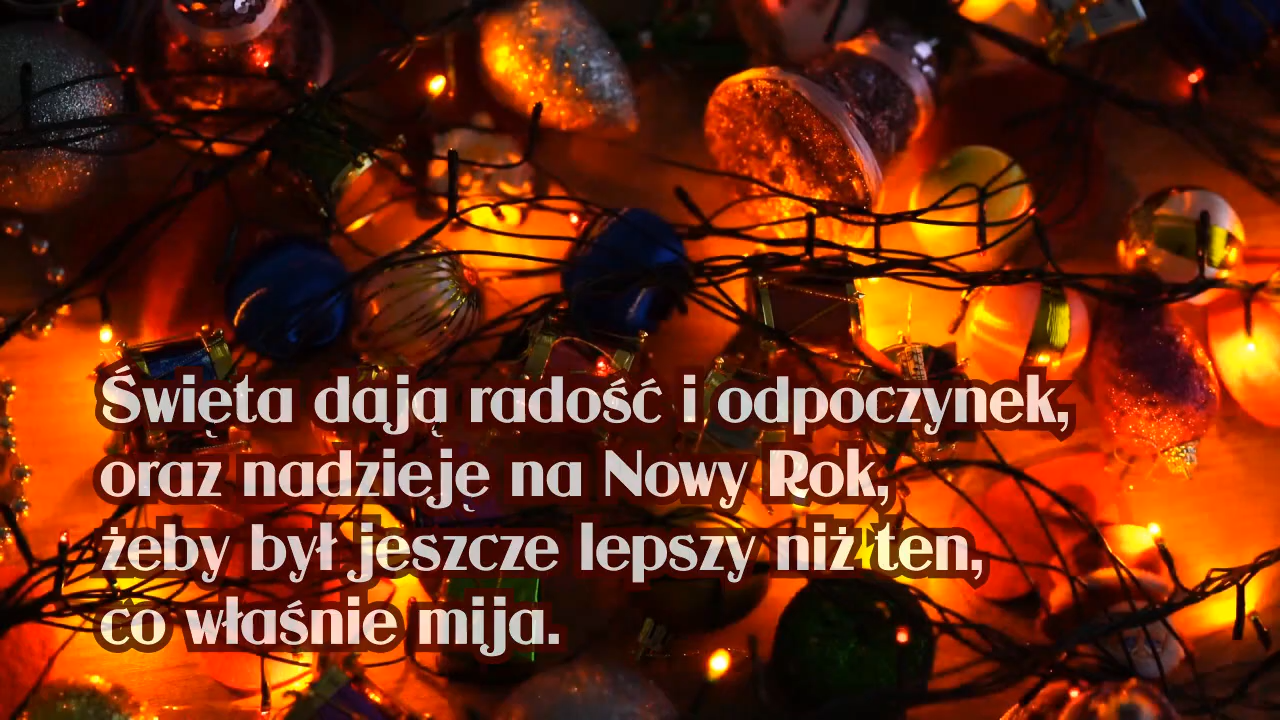 Święta dają radość i odpoczynek,
oraz nadzieję na Nowy Rok,
żeby był jeszcze lepszy niż ten,
co właśnie mija.